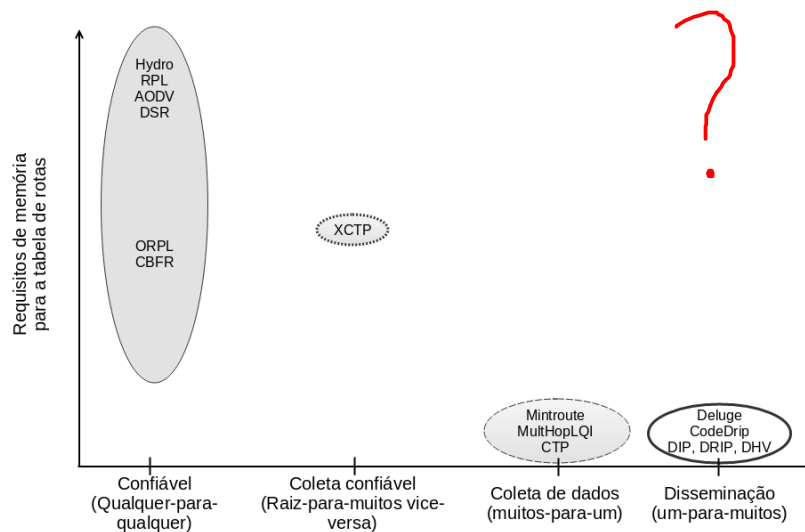 Requisitos de memória
para a tabela de rotas
Hydro
RPL
AODV
DSR
ORPL
CBFR
XCTP
Mintroute
MultHopLQI
CTP
Deluge
CodeDrip
DIP, DRIP, DHV
?
Confiável
(Qualquer-para-
qualquer)
Coleta confiável
(Raiz-para-muitos vice-
versa)
Coleta de dados
(muitos-para-um)
Disseminação
(um-para-muitos)